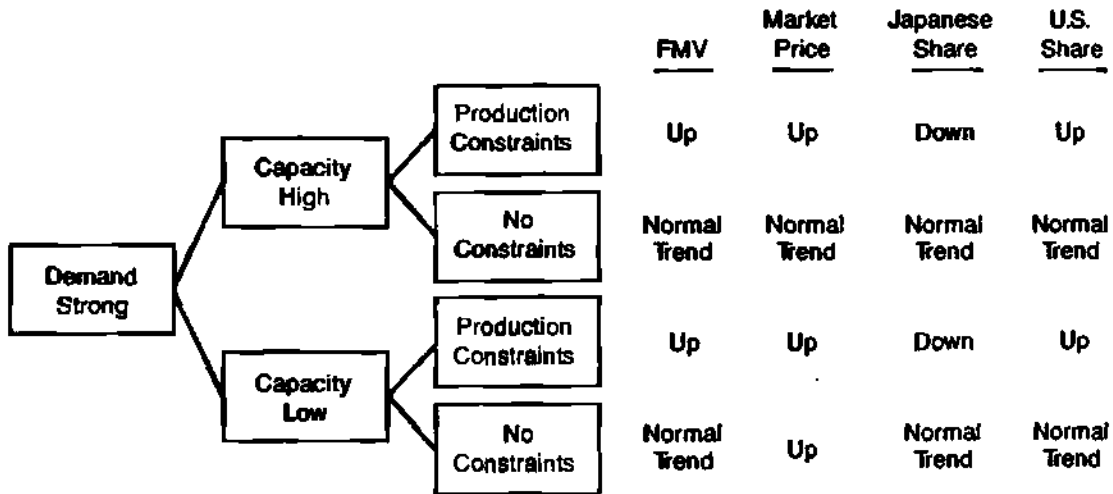 FMV
Market
Price
Japanese
Share
U.S.
Share
Demand
Strong
Capacity
High
Production
Constraints
Up
Up
Down
Up
No
Constraints
Normal
Trend
Normal
Trend
Normal
Trend
Normal
Trend
Capacity
Low
Production
Constraints
Up
Up
Down
Up
No
Constraints
Normal
Trend
Up
Normal
Trend
Normal
Trend